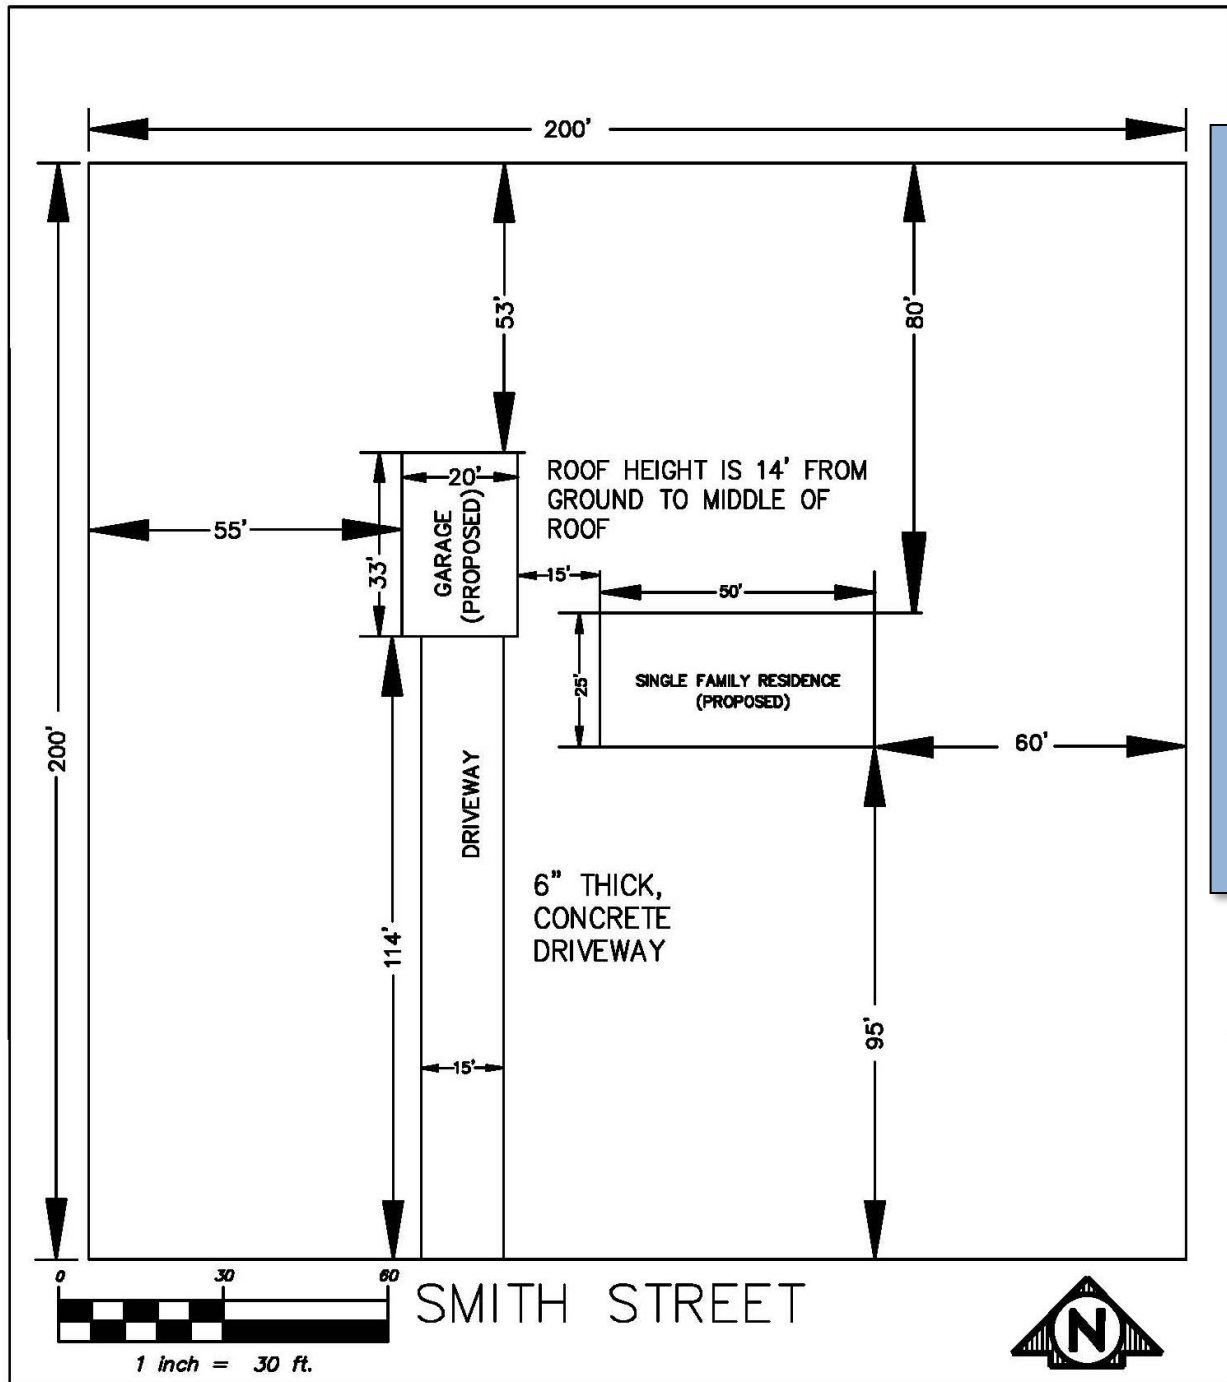 200'
53'
80'
20'
ROOF HEIGHT IS 14' FROM
GROUND TO MIDDLE OF
ROOF
55'
GARAGE
(PROPOSED)
33'
15'
50'
25'
SINGLE FAMILY RESIDENCE
(PROPOSED)
200'
60'
DRIVEWAY
6" THICK,
CONCRETE
DRIVEWAY
114'
95'
15'
0 30 60
SMITH STREET
N
1 inch = 30 ft.